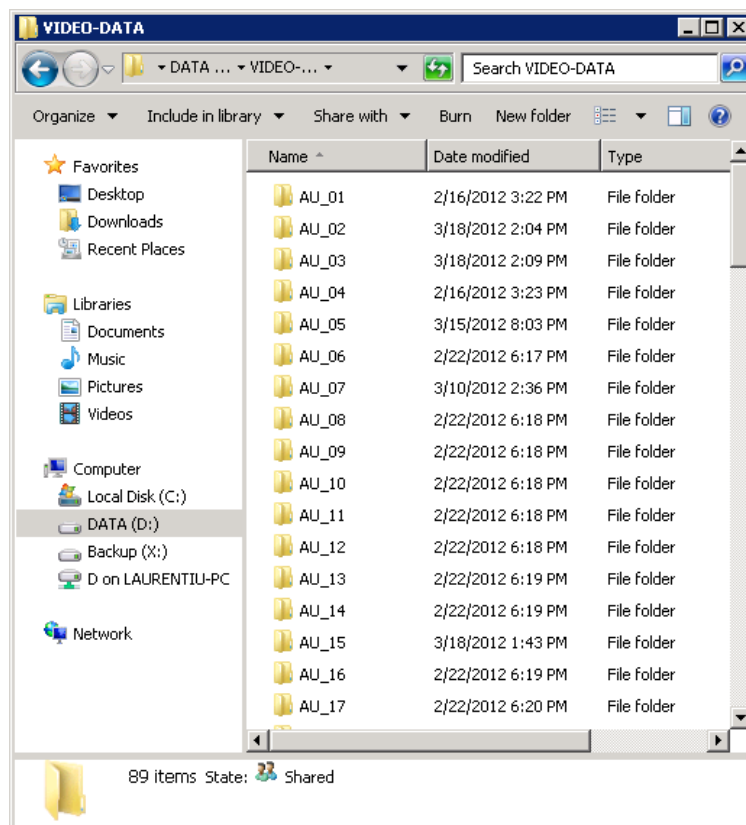 VIDEO-DATA
DATA ... VIDEO-... Search VIDEO-DATA
Organize Include in library Share with Burn New folder
Favorites
Desktop
Downloads
Recent Places
Libraries
Documents
Music
Pictures
Videos
Computer
Local Disk (C:)
DATA (D:)
Backup (X:)
D on LAURENTIU-PC
Network
Name Date modified Type
AU_01 2/16/2012 3:22 PM File folder
AU_02 3/18/2012 2:04 PM File folder
AU_03 3/18/2012 2:09 PM File folder
AU_04 2/16/2012 3:23 PM File folder
AU_05 3/15/2012 8:03 PM File folder
AU_06 2/22/2012 6:17 PM File folder
AU_07 3/10/2012 2:36 PM File folder
AU_08 2/22/2012 6:18 PM File folder
AU_09 2/22/2012 6:18 PM File folder
AU_10 2/22/2012 6:18 PM File folder
AU_11 2/22/2012 6:18 PM File folder
AU_12 2/22/2012 6:18 PM File folder
AU_13 2/22/2012 6:19 PM File folder
AU_14 2/22/2012 6:19 PM File folder
AU_15 3/18/2012 1:43 PM File folder
AU_16 2/22/2012 6:19 PM File folder
AU_17 2/22/2012 6:20 PM File folder
89 items State: Shared